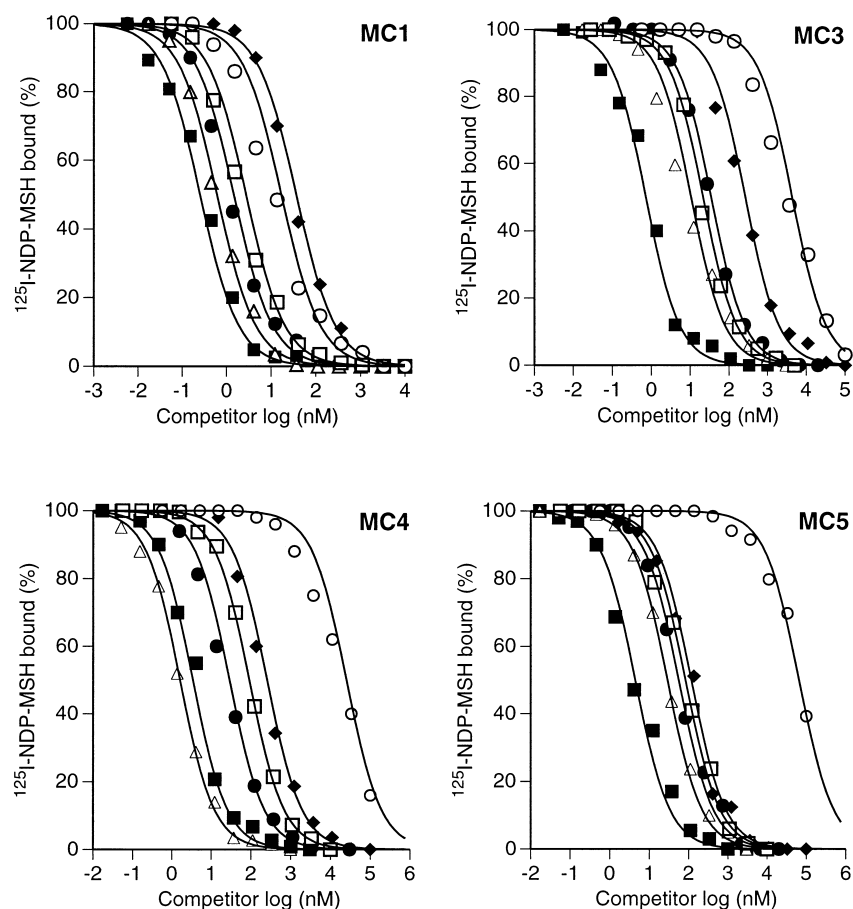 MC1
100
80
60
40
20
0
-3 -2 -1 0 1 2 3 4
Competitor log (nM)
¹²⁵I-NDP-MSH bound (%)
MC3
100
80
60
40
20
0
-3 -2 -1 0 1 2 3 4 5
Competitor log (nM)
¹²⁵I-NDP-MSH bound (%)
MC4
100
80
60
40
20
0
-2 -1 0 1 2 3 4 5 6
Competitor log (nM)
¹²⁵I-NDP-MSH bound (%)
MC5
100
80
60
40
20
0
-2 -1 0 1 2 3 4 5 6
Competitor log (nM)
¹²⁵I-NDP-MSH bound (%)